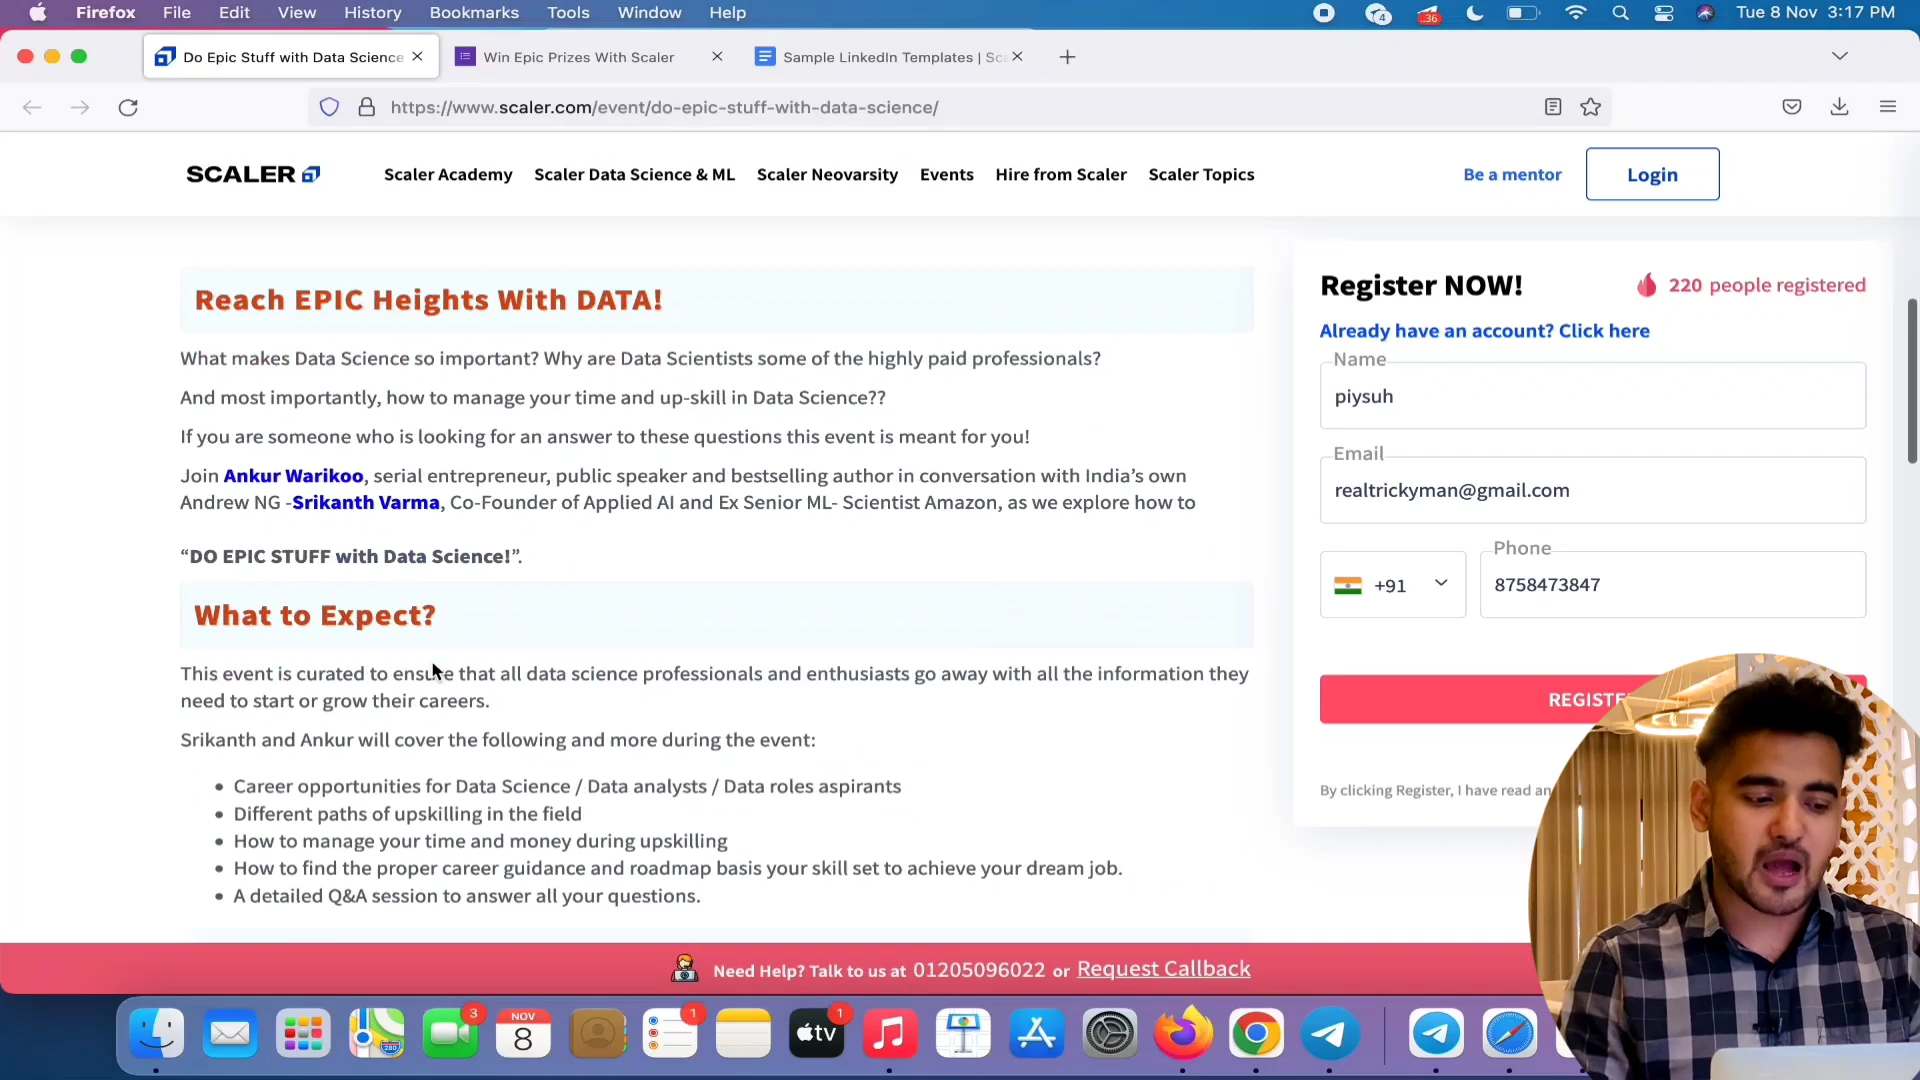 Firefox File Edit View History Bookmarks Tools Window Help
4
36
Tue 8 Nov 3:17 PM
Do Epic Stuff with Data Science
Win Epic Prizes With Scaler
Sample LinkedIn Templates | Sca
https://www.scaler.com/event/do-epic-stuff-with-data-science/
SCALER
Scaler Academy Scaler Data Science & ML Scaler Neovarsity Events Hire from Scaler Scaler Topics
Be a mentor
Login
Reach EPIC Heights With DATA!
What makes Data Science so important? Why are Data Scientists some of the highly paid professionals?
And most importantly, how to manage your time and up-skill in Data Science??
If you are someone who is looking for an answer to these questions this event is meant for you!
Join Ankur Warikoo, serial entrepreneur, public speaker and bestselling author in conversation with India's own
Andrew NG -Srikanth Varma, Co-Founder of Applied AI and Ex Senior ML- Scientist Amazon, as we explore how to
“DO EPIC STUFF with Data Science!”.
What to Expect?
This event is curated to ensure that all data science professionals and enthusiasts go away with all the information they
need to start or grow their careers.
Srikanth and Ankur will cover the following and more during the event:
• Career opportunities for Data Science / Data analysts / Data roles aspirants
• Different paths of upskilling in the field
• How to manage your time and money during upskilling
• How to find the proper career guidance and roadmap basis your skill set to achieve your dream job.
• A detailed Q&A session to answer all your questions.
Register NOW!
220 people registered
Already have an account? Click here
Name
piysuh
Email
realtrickyman@gmail.com
+91
Phone
8758473847
REGISTE
By clicking Register, I have read an
Need Help? Talk to us at 01205096022 or Request Callback
280
3
NOV
8
1
tv
1